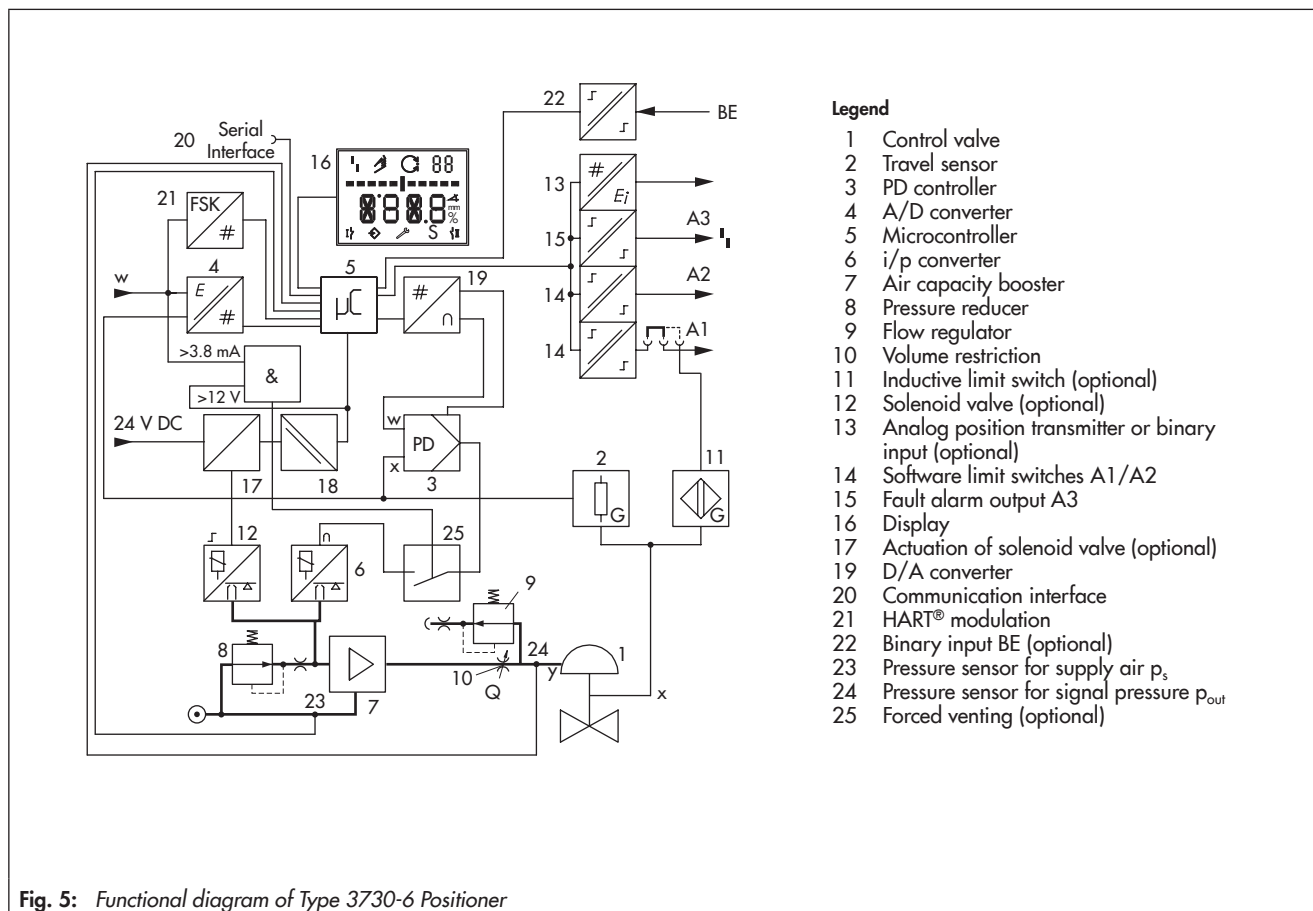 22
BE
20
Serial
Interface
16
88
mm
%
S
21
FSK
#
13
#
Ei
15
A3
14
A2
14
A1
w
4
E
#
5
µC
19
#
∩
>3.8 mA
&
>12 V
24 V DC
17
18
w
PD
x
3
2
G
11
G
12
∩
6
25
9
8
24
1
y
10
Q
x
23
7
Legend
1 Control valve
2 Travel sensor
3 PD controller
4 A/D converter
5 Microcontroller
6 i/p converter
7 Air capacity booster
8 Pressure reducer
9 Flow regulator
10 Volume restriction
11 Inductive limit switch (optional)
12 Solenoid valve (optional)
13 Analog position transmitter or binary
input (optional)
14 Software limit switches A1/A2
15 Fault alarm output A3
16 Display
17 Actuation of solenoid valve (optional)
19 D/A converter
20 Communication interface
21 HART® modulation
22 Binary input BE (optional)
23 Pressure sensor for supply air ps
24 Pressure sensor for signal pressure pout
25 Forced venting (optional)
Fig. 5: Functional diagram of Type 3730-6 Positioner